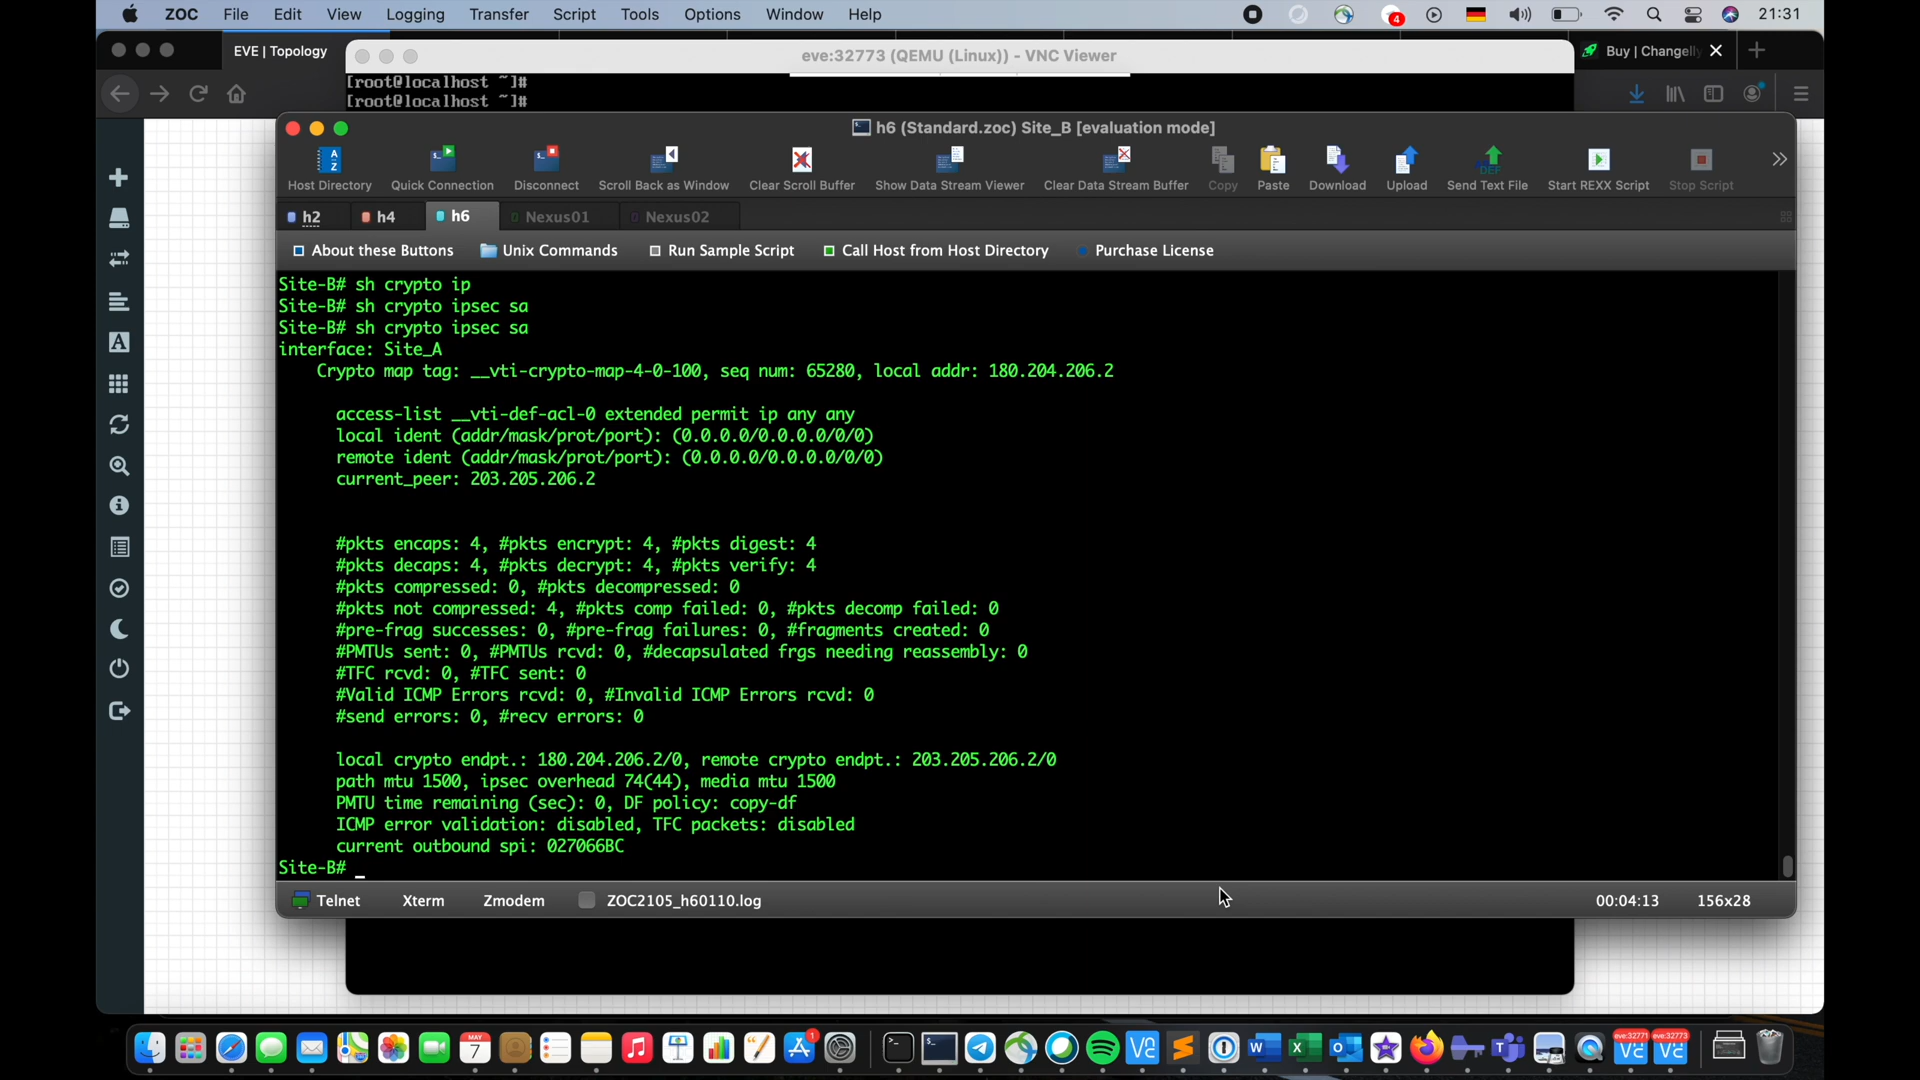 ZOC File Edit View Logging Transfer Script Tools Options Window Help 4 21:31
EVE | Topology
eve:32773 (QEMU (Linux)) - VNC Viewer
Buy | Changelly
[root@localhost ~]#
[root@localhost ~]#
h6 (Standard.zoc) Site_B [evaluation mode]
Host Directory Quick Connection Disconnect Scroll Back as Window Clear Scroll Buffer Show Data Stream Viewer Clear Data Stream Buffer Copy Paste Download Upload Send Text File Start REXX Script Stop Script
h2 h4 h6 Nexus01 Nexus02
About these Buttons Unix Commands Run Sample Script Call Host from Host Directory Purchase License
Site-B# sh crypto ip
Site-B# sh crypto ipsec sa
Site-B# sh crypto ipsec sa
interface: Site_A
Crypto map tag: __vti-crypto-map-4-0-100, seq num: 65280, local addr: 180.204.206.2
access-list __vti-def-acl-0 extended permit ip any any
local ident (addr/mask/prot/port): (0.0.0.0/0.0.0.0/0/0)
remote ident (addr/mask/prot/port): (0.0.0.0/0.0.0.0/0/0)
current_peer: 203.205.206.2
#pkts encaps: 4, #pkts encrypt: 4, #pkts digest: 4
#pkts decaps: 4, #pkts decrypt: 4, #pkts verify: 4
#pkts compressed: 0, #pkts decompressed: 0
#pkts not compressed: 4, #pkts comp failed: 0, #pkts decomp failed: 0
#pre-frag successes: 0, #pre-frag failures: 0, #fragments created: 0
#PMTUs sent: 0, #PMTUs rcvd: 0, #decapsulated frgs needing reassembly: 0
#TFC rcvd: 0, #TFC sent: 0
#Valid ICMP Errors rcvd: 0, #Invalid ICMP Errors rcvd: 0
#send errors: 0, #recv errors: 0
local crypto endpt.: 180.204.206.2/0, remote crypto endpt.: 203.205.206.2/0
path mtu 1500, ipsec overhead 74(44), media mtu 1500
PMTU time remaining (sec): 0, DF policy: copy-df
ICMP error validation: disabled, TFC packets: disabled
current outbound spi: 027066BC
Site-B# _
Telnet Xterm Zmodem ZOC2105_h60110.log 00:04:13 156x28